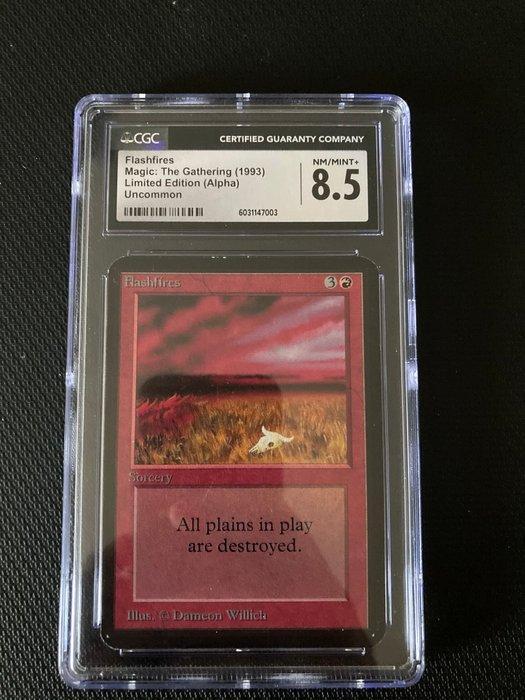 CGC
CERTIFIED GUARANTY COMPANY
Flashfires
Magic: The Gathering (1993)
Limited Edition (Alpha)
Uncommon
NM/MINT+
8.5
6031147003
Flashfires
3
Sorcery
All plains in play
are destroyed.
Illus. © Dameon Willich